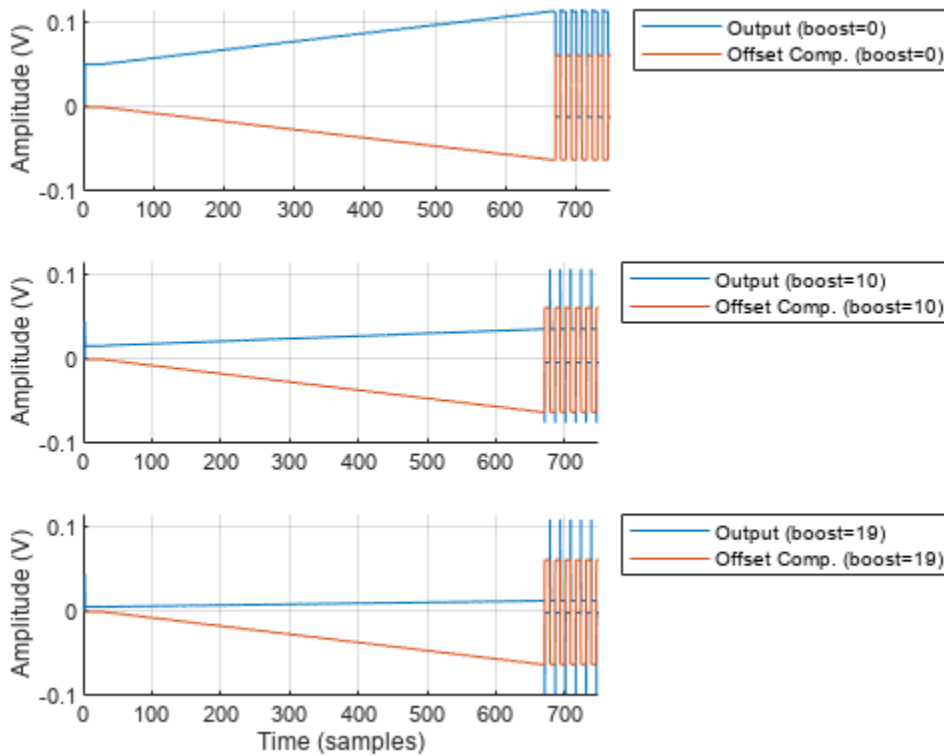 0.1
0
-0.1
Amplitude (V)
0 100 200 300 400 500 600 700
Output (boost=0)
Offset Comp. (boost=0)
0.1
0
-0.1
Amplitude (V)
0 100 200 300 400 500 600 700
Output (boost=10)
Offset Comp. (boost=10)
0.1
0
-0.1
Amplitude (V)
0 100 200 300 400 500 600 700
Time (samples)
Output (boost=19)
Offset Comp. (boost=19)